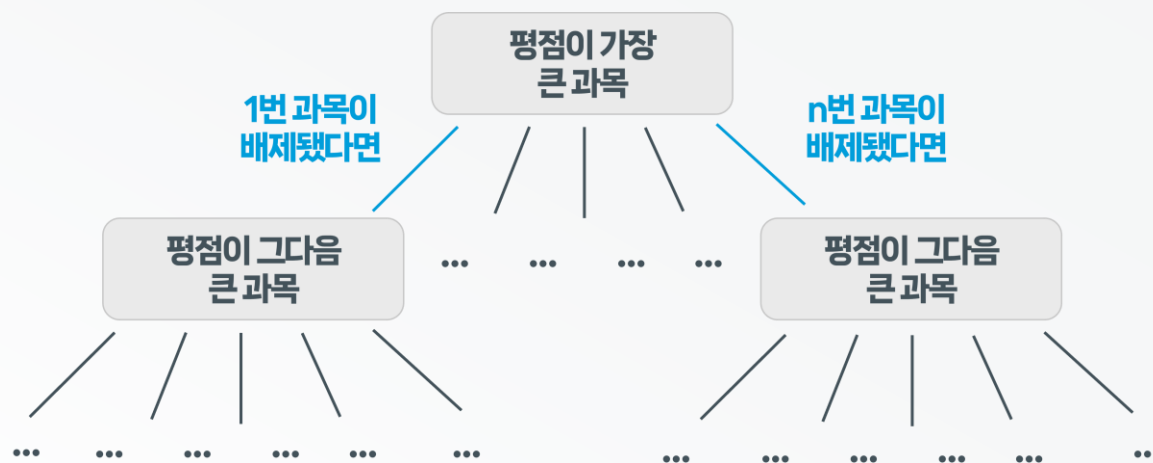 평점이 가장
큰 과목
1번 과목이
배제됐다면
n번 과목이
배제됐다면
평점이 그다음
큰 과목
... ... ... ...
평점이 그다음
큰 과목
... ... ... ... ... ...
... ... ... ... ... ..